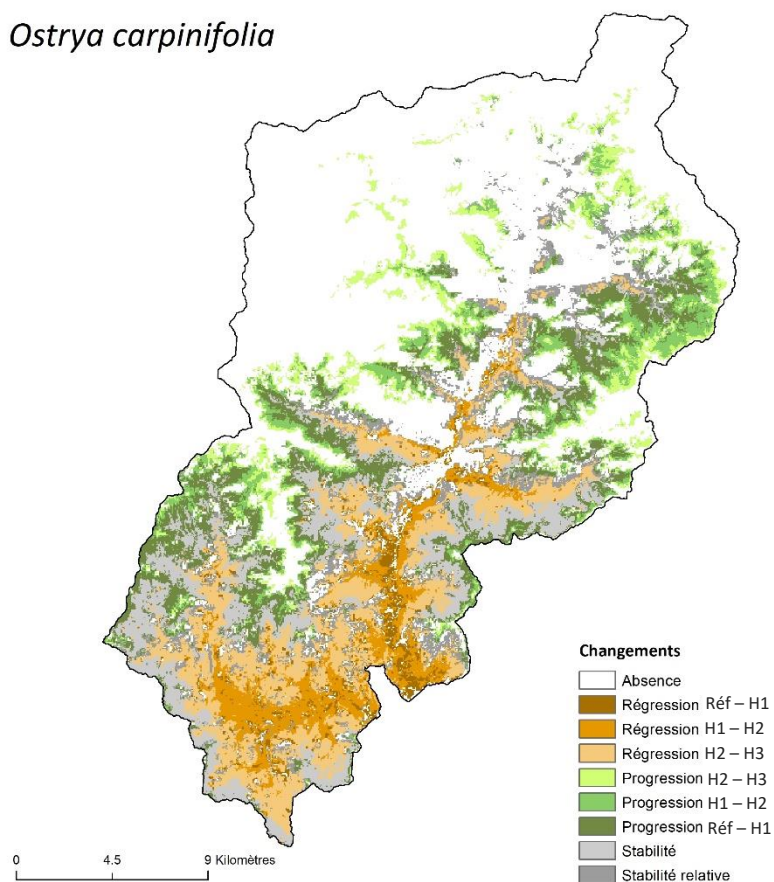 Ostrya carpinifolia
Changements
Absence
Régression Réf – H1
Régression H1 – H2
Régression H2 – H3
Progression H2 – H3
Progression H1 – H2
Progression Réf – H1
Stabilité
Stabilité relative
0 4.5 9 Kilomètres